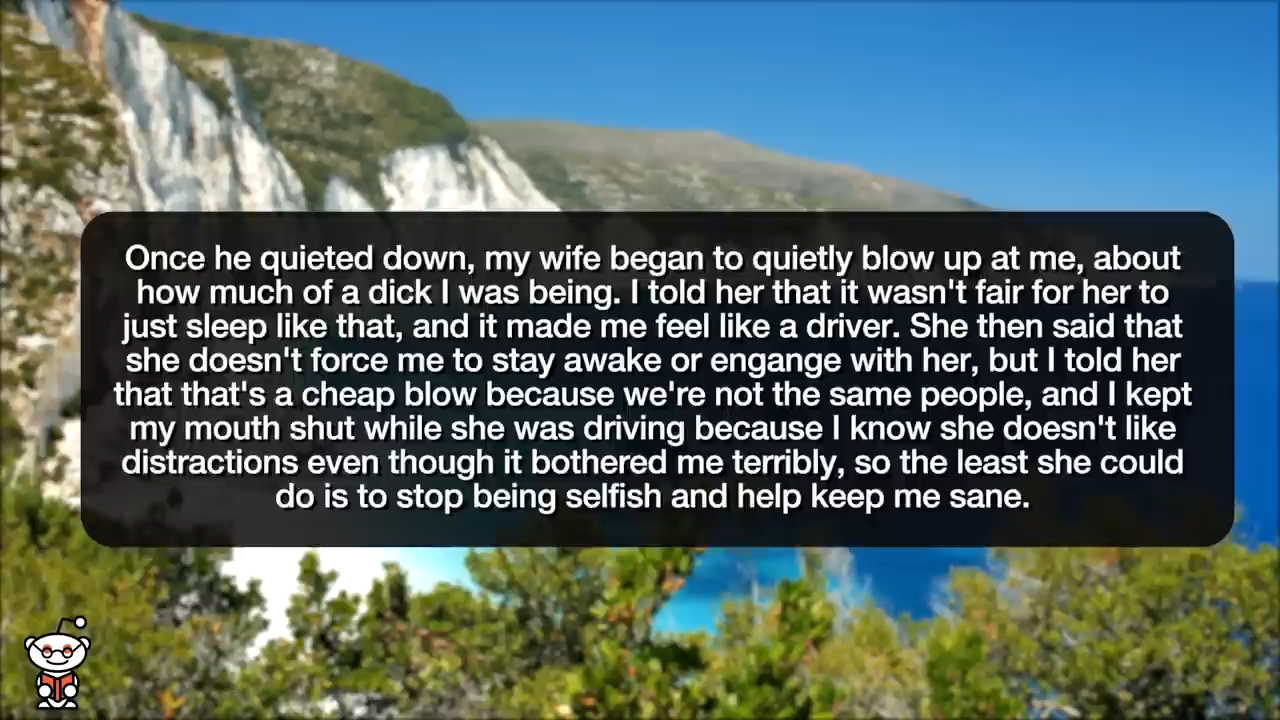 Once he quieted down, my wife began to quietly blow up at me, about
how much of a dick I was being. I told her that it wasn't fair for her to
just sleep like that, and it made me feel like a driver. She then said that
she doesn't force me to stay awake or engange with her, but I told her
that that's a cheap blow because we're not the same people, and I kept
my mouth shut while she was driving because I know she doesn't like
distractions even though it bothered me terribly, so the least she could
do is to stop being selfish and help keep me sane.